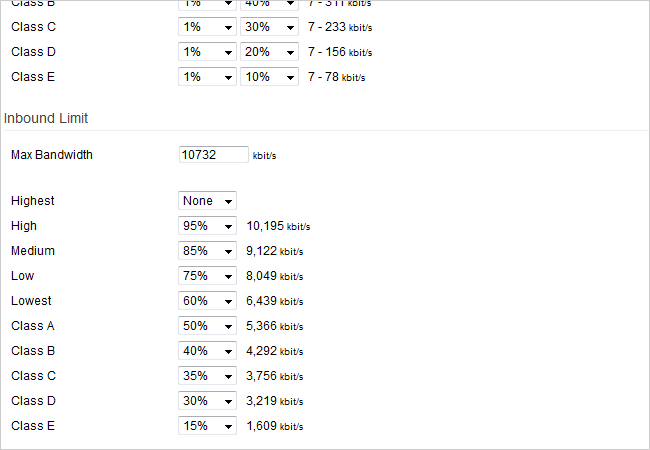 Class B 1% 40% 7 - 311 kbit/s
Class C 1% 30% 7 - 233 kbit/s
Class D 1% 20% 7 - 156 kbit/s
Class E 1% 10% 7 - 78 kbit/s
Inbound Limit
Max Bandwidth 10732 kbit/s
Highest None
High 95% 10,195 kbit/s
Medium 85% 9,122 kbit/s
Low 75% 8,049 kbit/s
Lowest 60% 6,439 kbit/s
Class A 50% 5,366 kbit/s
Class B 40% 4,292 kbit/s
Class C 35% 3,756 kbit/s
Class D 30% 3,219 kbit/s
Class E 15% 1,609 kbit/s